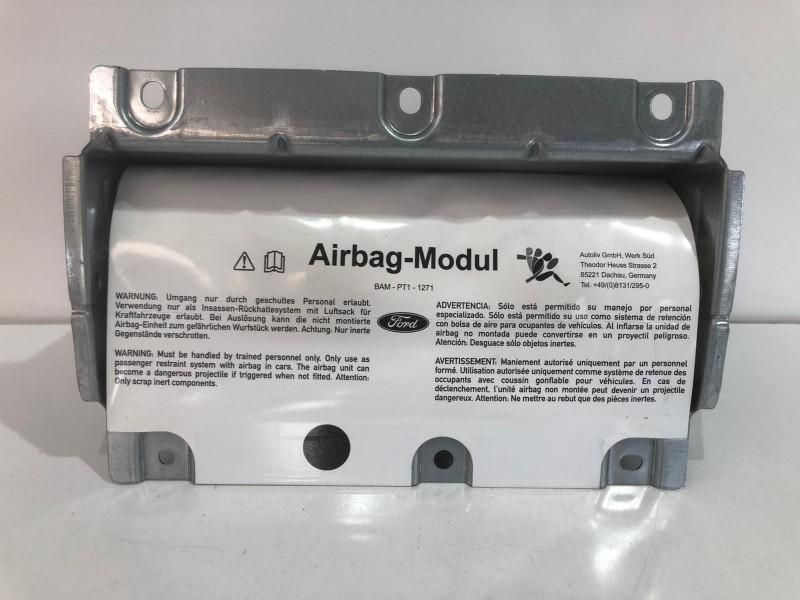 Airbag-Modul
BAM - PT1 - 1271
Autoliv GmbH, Werk Süd
Theodor Heuss Strasse 2
85221 Dachau, Germany
Tel. +49/(0)8131/295-0
WARNUNG: Umgang nur durch geschultes Personal erlaubt.
Verwendung nur als Insassen-Rückhaltesystem mit Luftsack für
Kraftfahrzeuge erlaubt. Bei Auslösung kann die nicht montierte
Airbag-Einheit zum gefährlichen Wurfstück werden. Achtung: Nur inerte
Gegenstände verschrotten.
WARNING: Must be handled by trained personnel only. Only use as
passenger restraint system with airbag in cars. The airbag unit can
become a dangerous projectile if triggered when not fitted. Attention:
Only scrap inert components.
Ford
ADVERTENCIA: Sólo está permitido su manejo por personal
especializado. Sólo está permitido su uso como sistema de retención
con bolsa de aire para ocupantes de vehículos. Al inflarse la unidad de
airbag no montada puede convertirse en un proyectil peligroso.
Atención: Desguace sólo objetos inertes.
AVERTISSEMENT: Maniement autorisé uniquement par un personnel
formé. Utilisation autorisée uniquement comme système de retenue des
occupants avec coussin gonflable pour véhicules. En cas de
déclenchement, l'unité airbag non montée peut devenir un projectile
dangereux. Attention: Ne mettre au rebut que des pièces inertes.